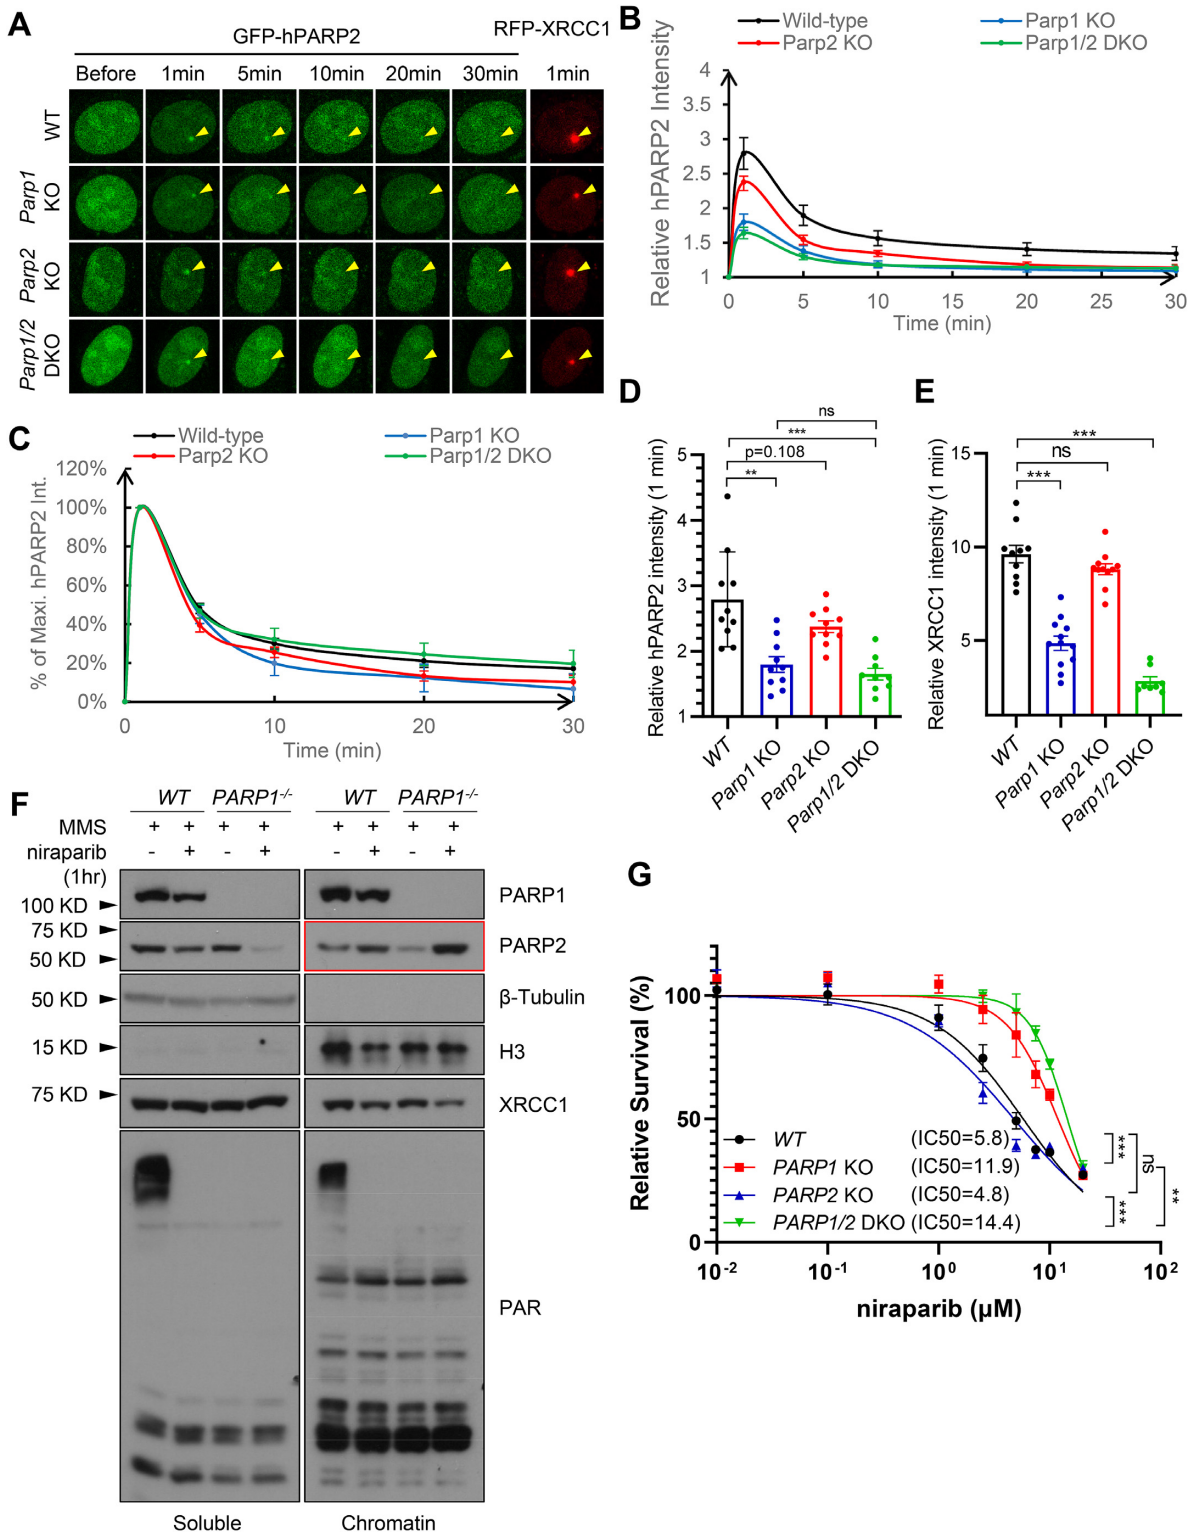 A
GFP-hPARP2
RFP-XRCC1
Before 1min 5min 10min 20min 30min 1min
WT
Parp1 KO
Parp2 KO
Parp1/2 DKO
B
Wild-type Parp1 KO
Parp2 KO Parp1/2 DKO
Relative hPARP2 Intensity
4
3.5
3
2.5
2
1.5
1
0 5 10 15 20 25 30
Time (min)
C
Wild-type Parp1 KO
Parp2 KO Parp1/2 DKO
% of Maxi. hPARP2 Int.
120%
100%
80%
60%
40%
20%
0%
0 10 20 30
Time (min)
D
Relative hPARP2 intensity (1 min)
ns
***
p=0.108
**
5
4
3
2
1
WT Parp1 KO Parp2 KO Parp1/2 DKO
E
Relative XRCC1 intensity (1 min)
***
ns
***
15
10
5
WT Parp1 KO Parp2 KO Parp1/2 DKO
F
WT PARP1-/- WT PARP1-/-
MMS + + + + + + + +
niraparib - + - + - + - +
(1hr)
100 KD PARP1
75 KD
50 KD PARP2
50 KD β-Tubulin
15 KD H3
75 KD XRCC1
PAR
Soluble Chromatin
G
Relative Survival (%)
100
50
0
WT (IC50=5.8)
PARP1 KO (IC50=11.9)
PARP2 KO (IC50=4.8)
PARP1/2 DKO (IC50=14.4)
***
ns
**
***
10-2 10-1 100 101 102
niraparib (μM)